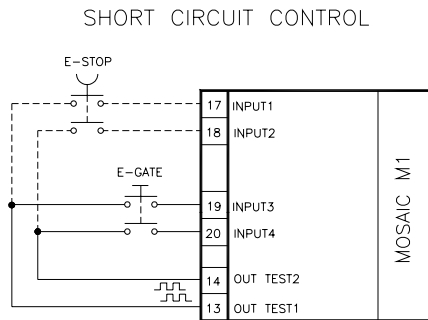 SHORT CIRCUIT CONTROL
E-STOP
17 INPUT1
18 INPUT2
E-GATE
19 INPUT3
20 INPUT4
14 OUT TEST2
13 OUT TEST1
MOSAIC M1